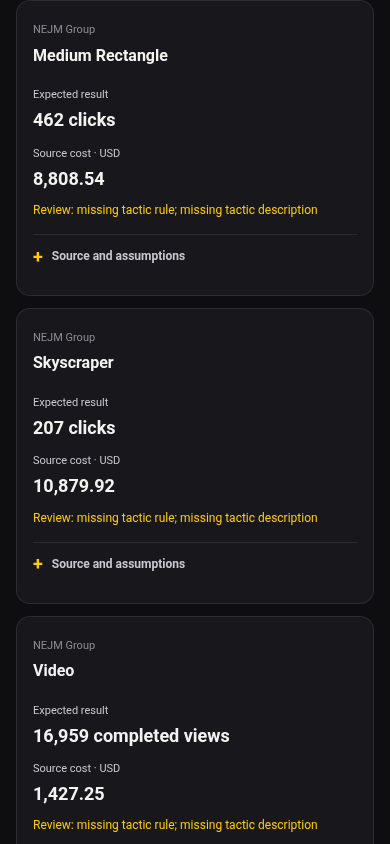 NEJM Group
Medium Rectangle
Expected result
462 clicks
Source cost · USD
8,808.54
Review: missing tactic rule; missing tactic description
+ Source and assumptions
NEJM Group
Skyscraper
Expected result
207 clicks
Source cost · USD
10,879.92
Review: missing tactic rule; missing tactic description
+ Source and assumptions
NEJM Group
Video
Expected result
16,959 completed views
Source cost · USD
1,427.25
Review: missing tactic rule; missing tactic description